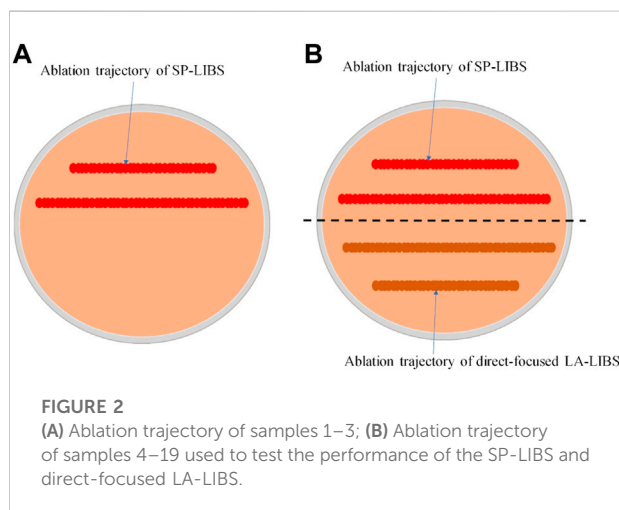 A
Ablation trajectory of SP-LIBS
B
Ablation trajectory of SP-LIBS
Ablation trajectory of direct-focused LA-LIBS
FIGURE 2
(A) Ablation trajectory of samples 1–3; (B) Ablation trajectory
of samples 4–19 used to test the performance of the SP-LIBS and
direct-focused LA-LIBS.